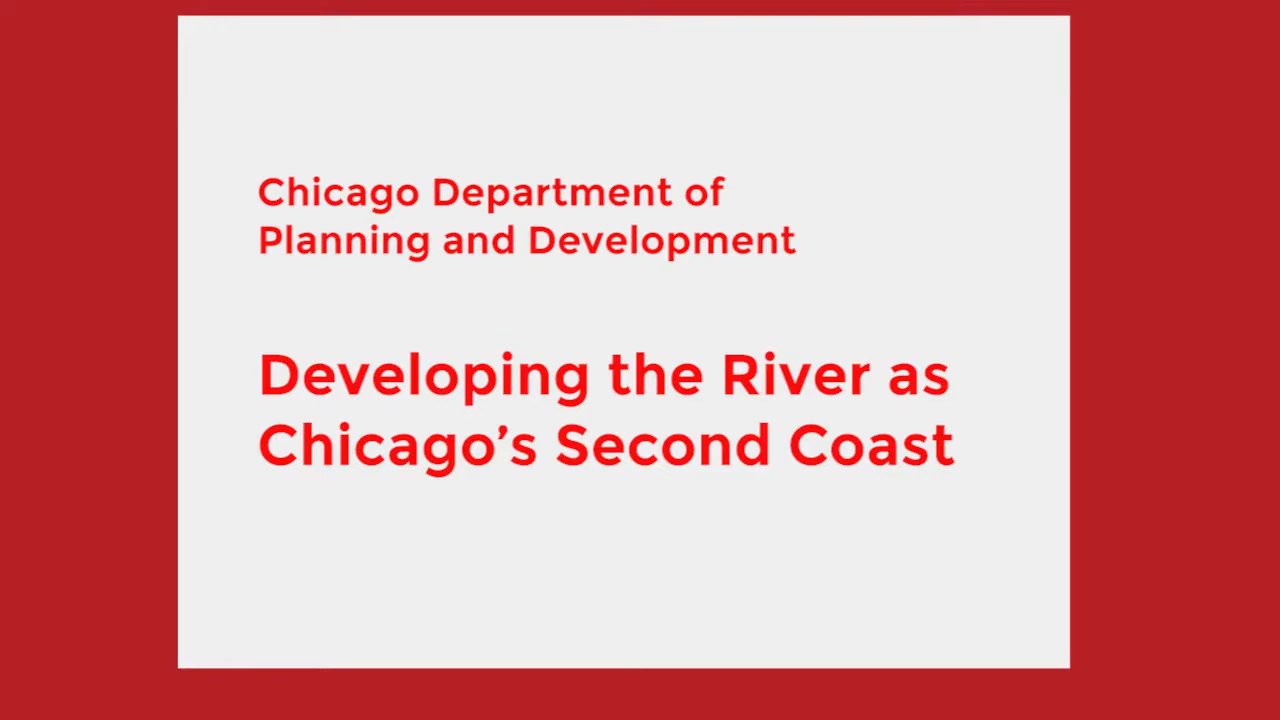 Chicago Department of
Planning and Development
Developing the River as
Chicago’s Second Coast